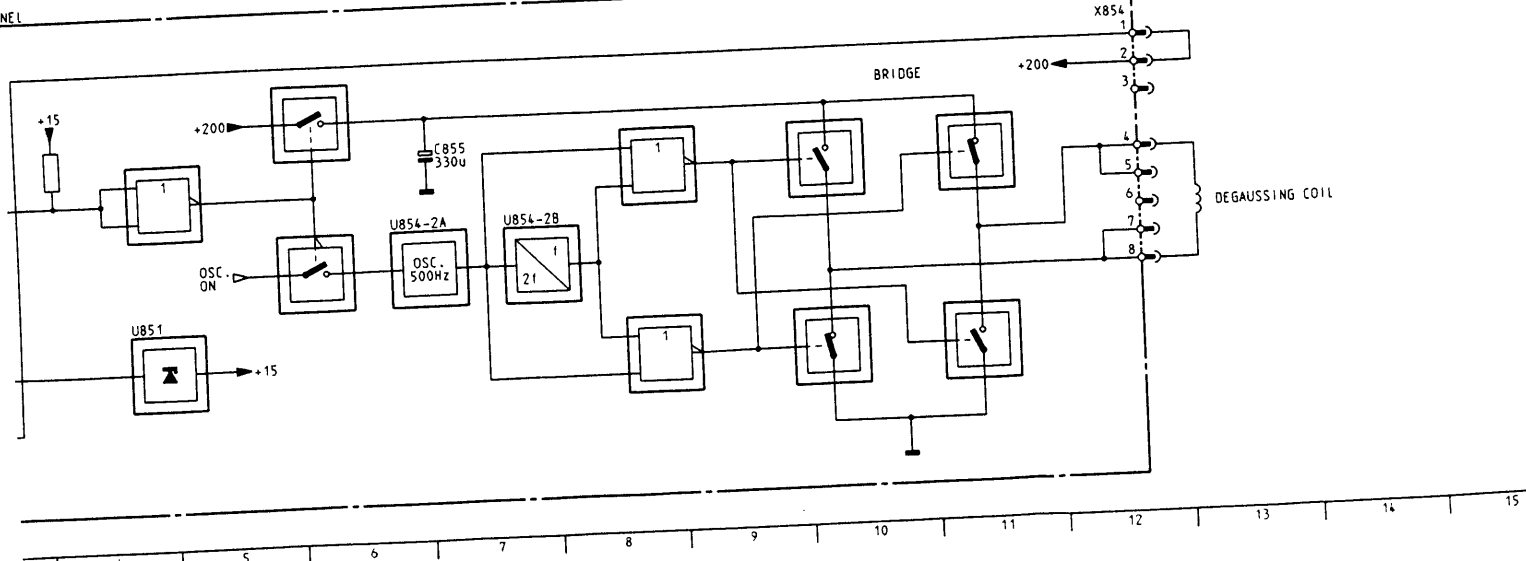 NEL
X854
1
2
+200
3
BRIDGE
+15
+200
C855
330u
4
5
6
7
8
DEGAUSSING COIL
1
1
U854-2A
OSC.
500Hz
U854-2B
f
2f
OSC.
ON
1
U851
+15
5
6
7
8
9
10
11
12
13
14
15